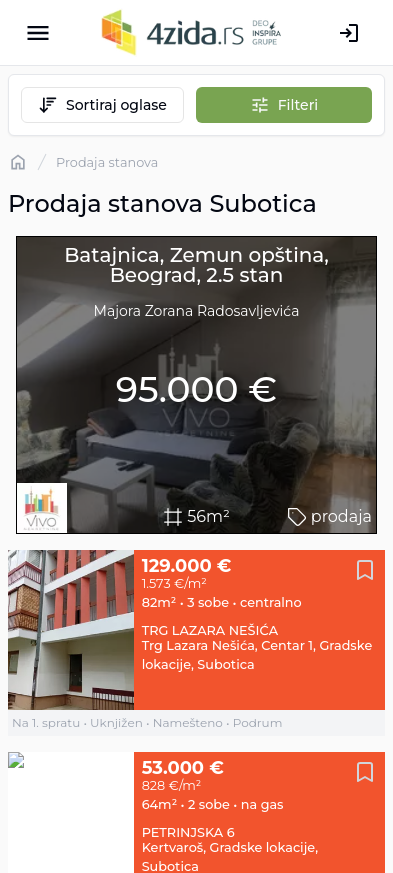 4zida.rs
DEO
INSPIRA
GRUPE
Sortiraj oglase
Filteri
/ Prodaja stanova
Prodaja stanova Subotica
Batajnica, Zemun opština,
Beograd, 2.5 stan
Majora Zorana Radosavljevića
95.000 €
VIVO
VIVO
56m²
prodaja
129.000 €
1.573 €/m²
82m² • 3 sobe • centralno
TRG LAZARA NEŠIĆA
Trg Lazara Nešića, Centar 1, Gradske
lokacije, Subotica
Na 1. spratu • Uknjižen • Namešteno • Podrum
53.000 €
828 €/m²
64m² • 2 sobe • na gas
PETRINJSKA 6
Kertvaroš, Gradske lokacije,
Subotica